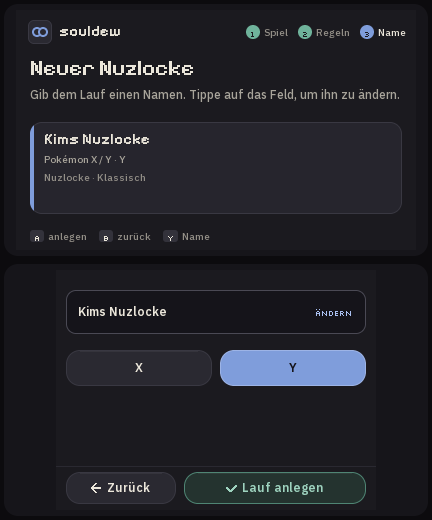 souldew
1 Spiel 2 Regeln 3 Name
Neuer Nuzlocke
Gib dem Lauf einen Namen. Tippe auf das Feld, um ihn zu ändern.
Kims Nuzlocke
Pokémon X / Y · Y
Nuzlocke · Klassisch
A anlegen B zurück Y Name
Kims Nuzlocke ÄNDERN
X Y
Zurück Lauf anlegen